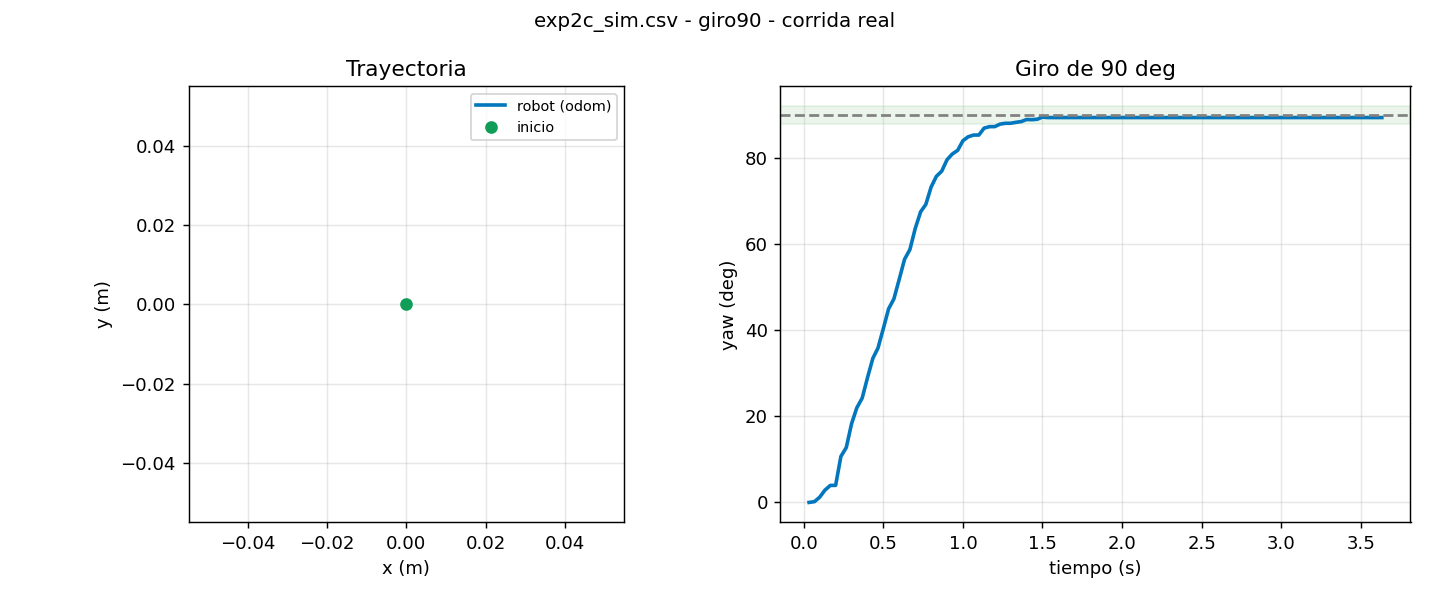 exp2c_sim.csv - giro90 - corrida real
Trayectoria
robot (odom)
inicio
0.04
0.02
0.00
−0.02
−0.04
y (m)
−0.04
−0.02
0.00
0.02
0.04
x (m)
Giro de 90 deg
80
60
40
20
0
yaw (deg)
0.0
0.5
1.0
1.5
2.0
2.5
3.0
3.5
tiempo (s)